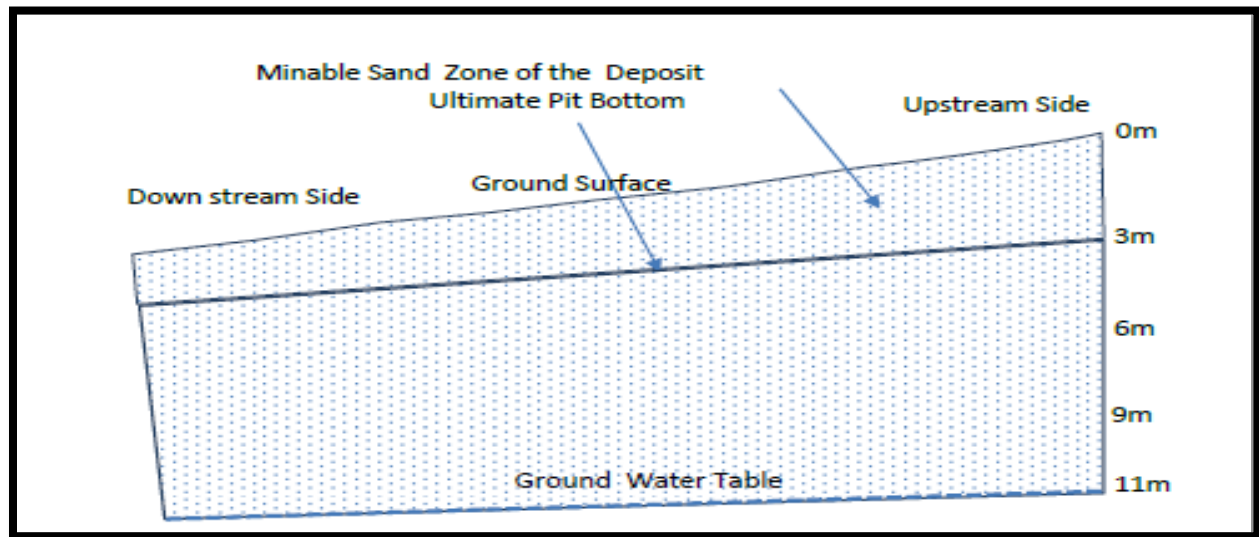 Minable Sand Zone of the Deposit
Ultimate Pit Bottom
Upstream Side
0m
Ground Surface
Down stream Side
3m
6m
9m
Ground Water Table
11m